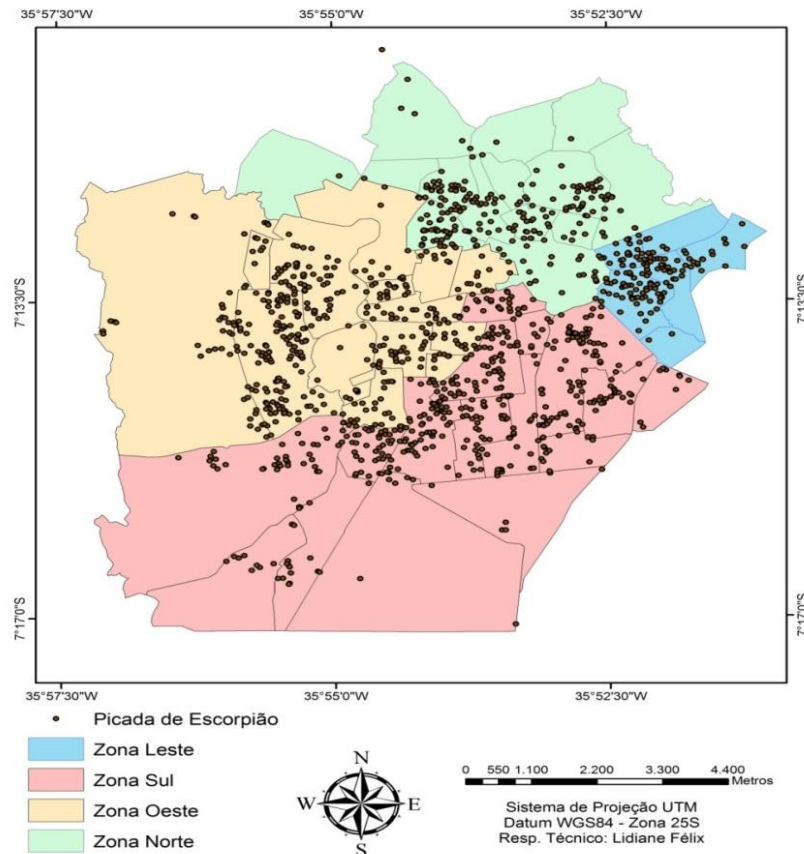 35°57'30"W 35°55'0"W 35°52'30"W
7°13'30"S 7°13'30"S
7°17'0"S 7°17'0"S
35°57'30"W 35°55'0"W 35°52'30"W
Picada de Escorpião
Zona Leste
Zona Sul
Zona Oeste
Zona Norte
N
W E
S
0 550 1.100 2.200 3.300 4.400
Metros
Sistema de Projeção UTM
Datum WGS84 - Zona 25S
Resp. Técnico: Lidiane Félix